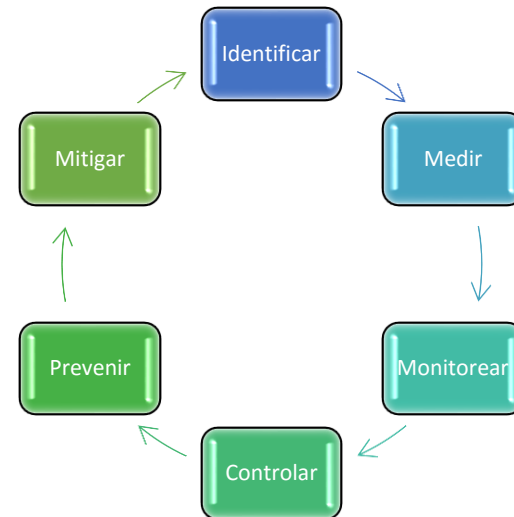 Identificar
Medir
Monitorear
Controlar
Prevenir
Mitigar